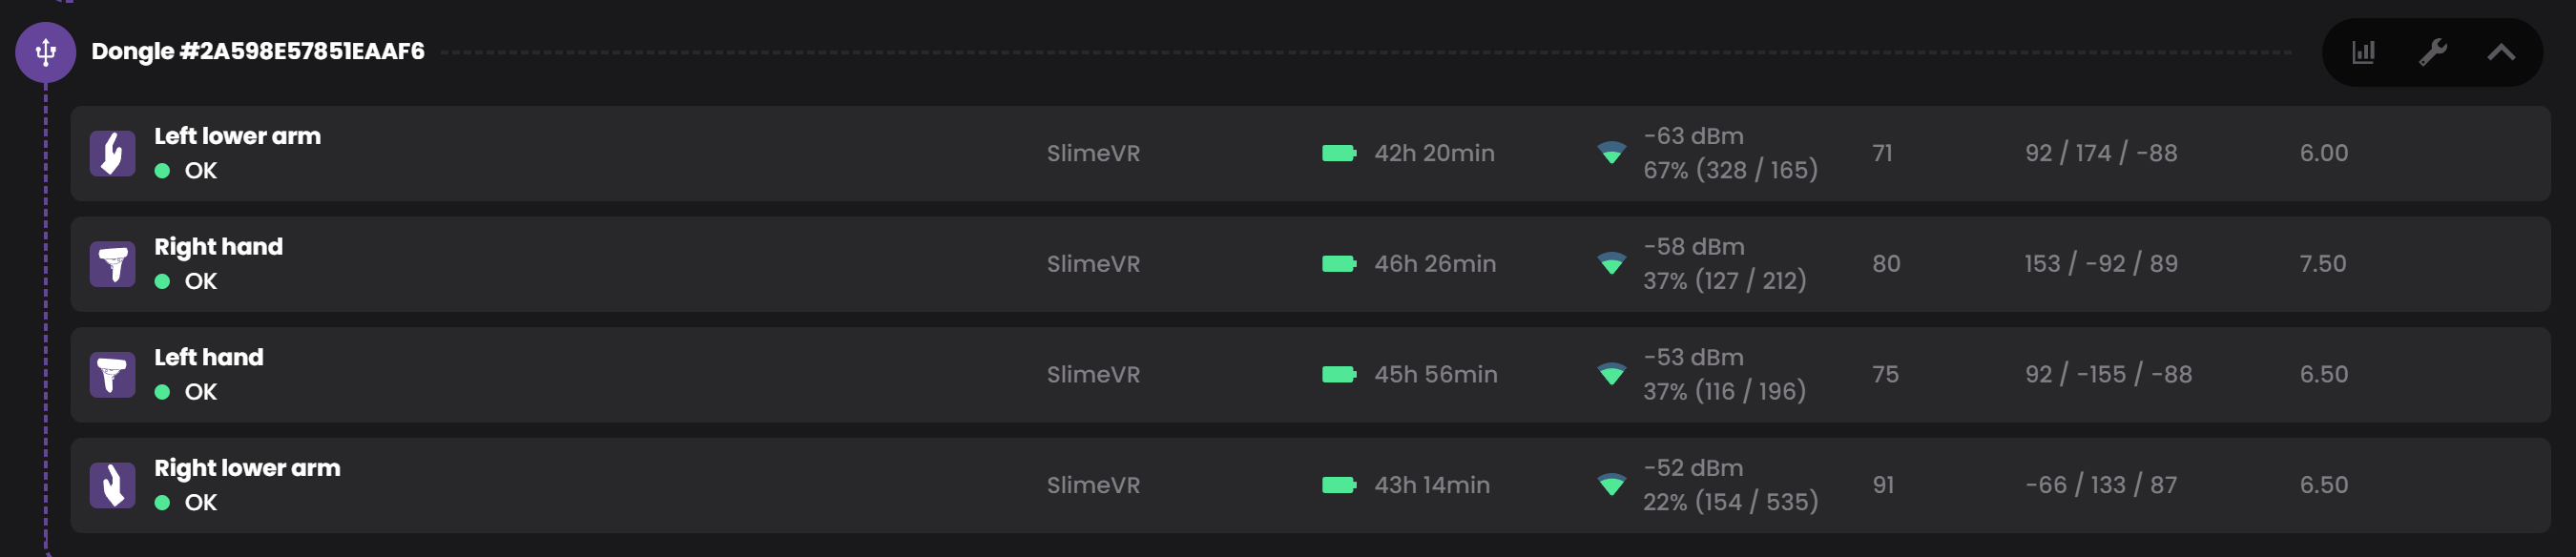 Dongle #2A598E57851EAAF6
Left lower arm
OK
SlimeVR
42h 20min
-63 dBm
67% (328 / 165)
71
92 / 174 / -88
6.00
Right hand
OK
SlimeVR
46h 26min
-58 dBm
37% (127 / 212)
80
153 / -92 / 89
7.50
Left hand
OK
SlimeVR
45h 56min
-53 dBm
37% (116 / 196)
75
92 / -155 / -88
6.50
Right lower arm
OK
SlimeVR
43h 14min
-52 dBm
22% (154 / 535)
91
-66 / 133 / 87
6.50